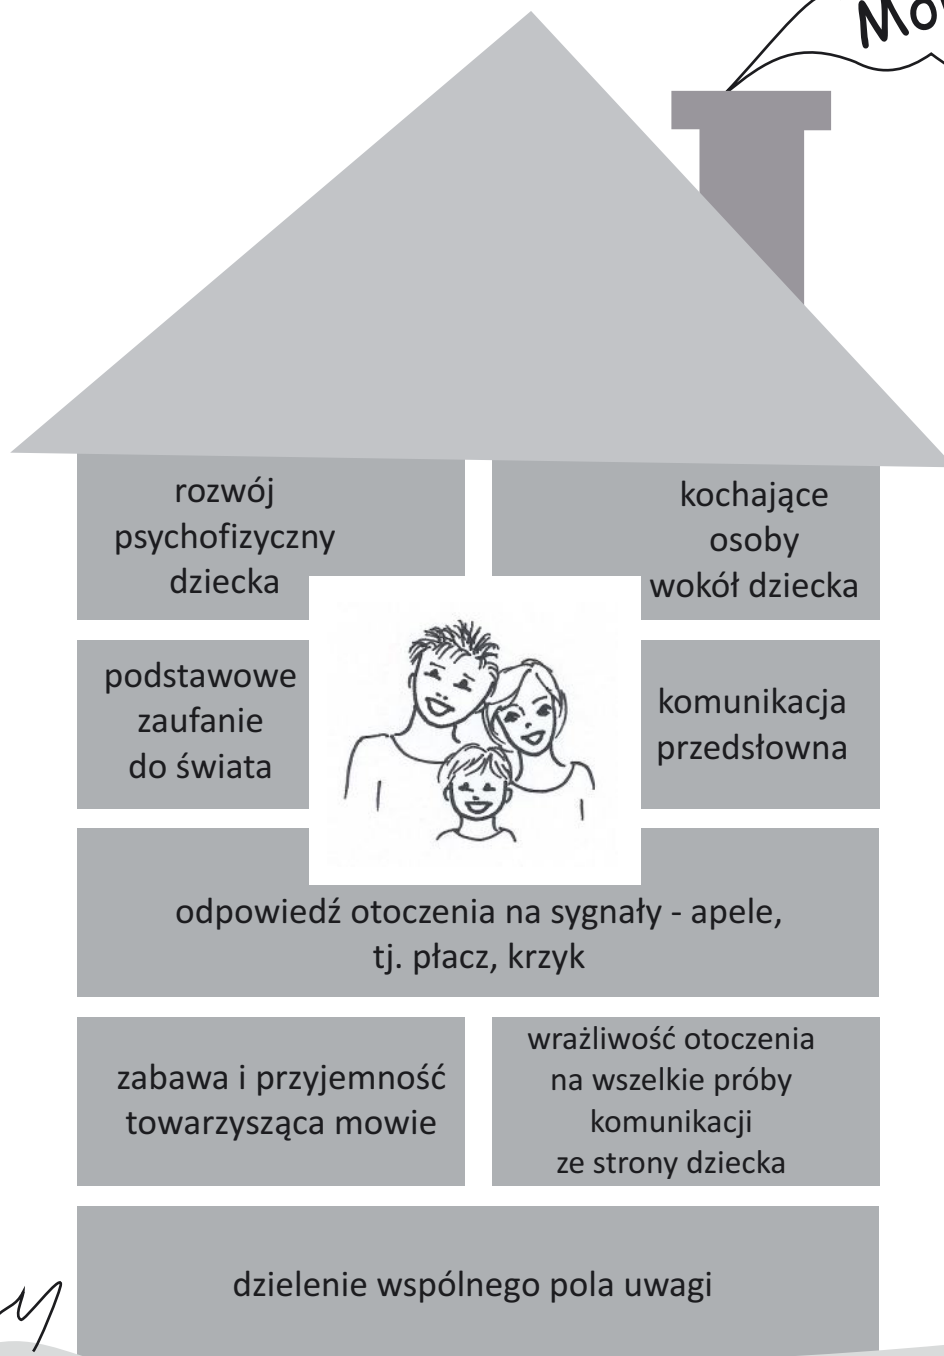 rozwój
psychofizyczny
dziecka
kochające
osoby
wokół dziecka
podstawowe
zaufanie
do świata
komunikacja
przedsłowna
odpowiedź otoczenia na sygnały - apele,
tj. płacz, krzyk
zabawa i przyjemność
towarzysząca mowie
wrażliwość otoczenia
na wszelkie próby
komunikacji
ze strony dziecka
dzielenie wspólnego pola uwagi